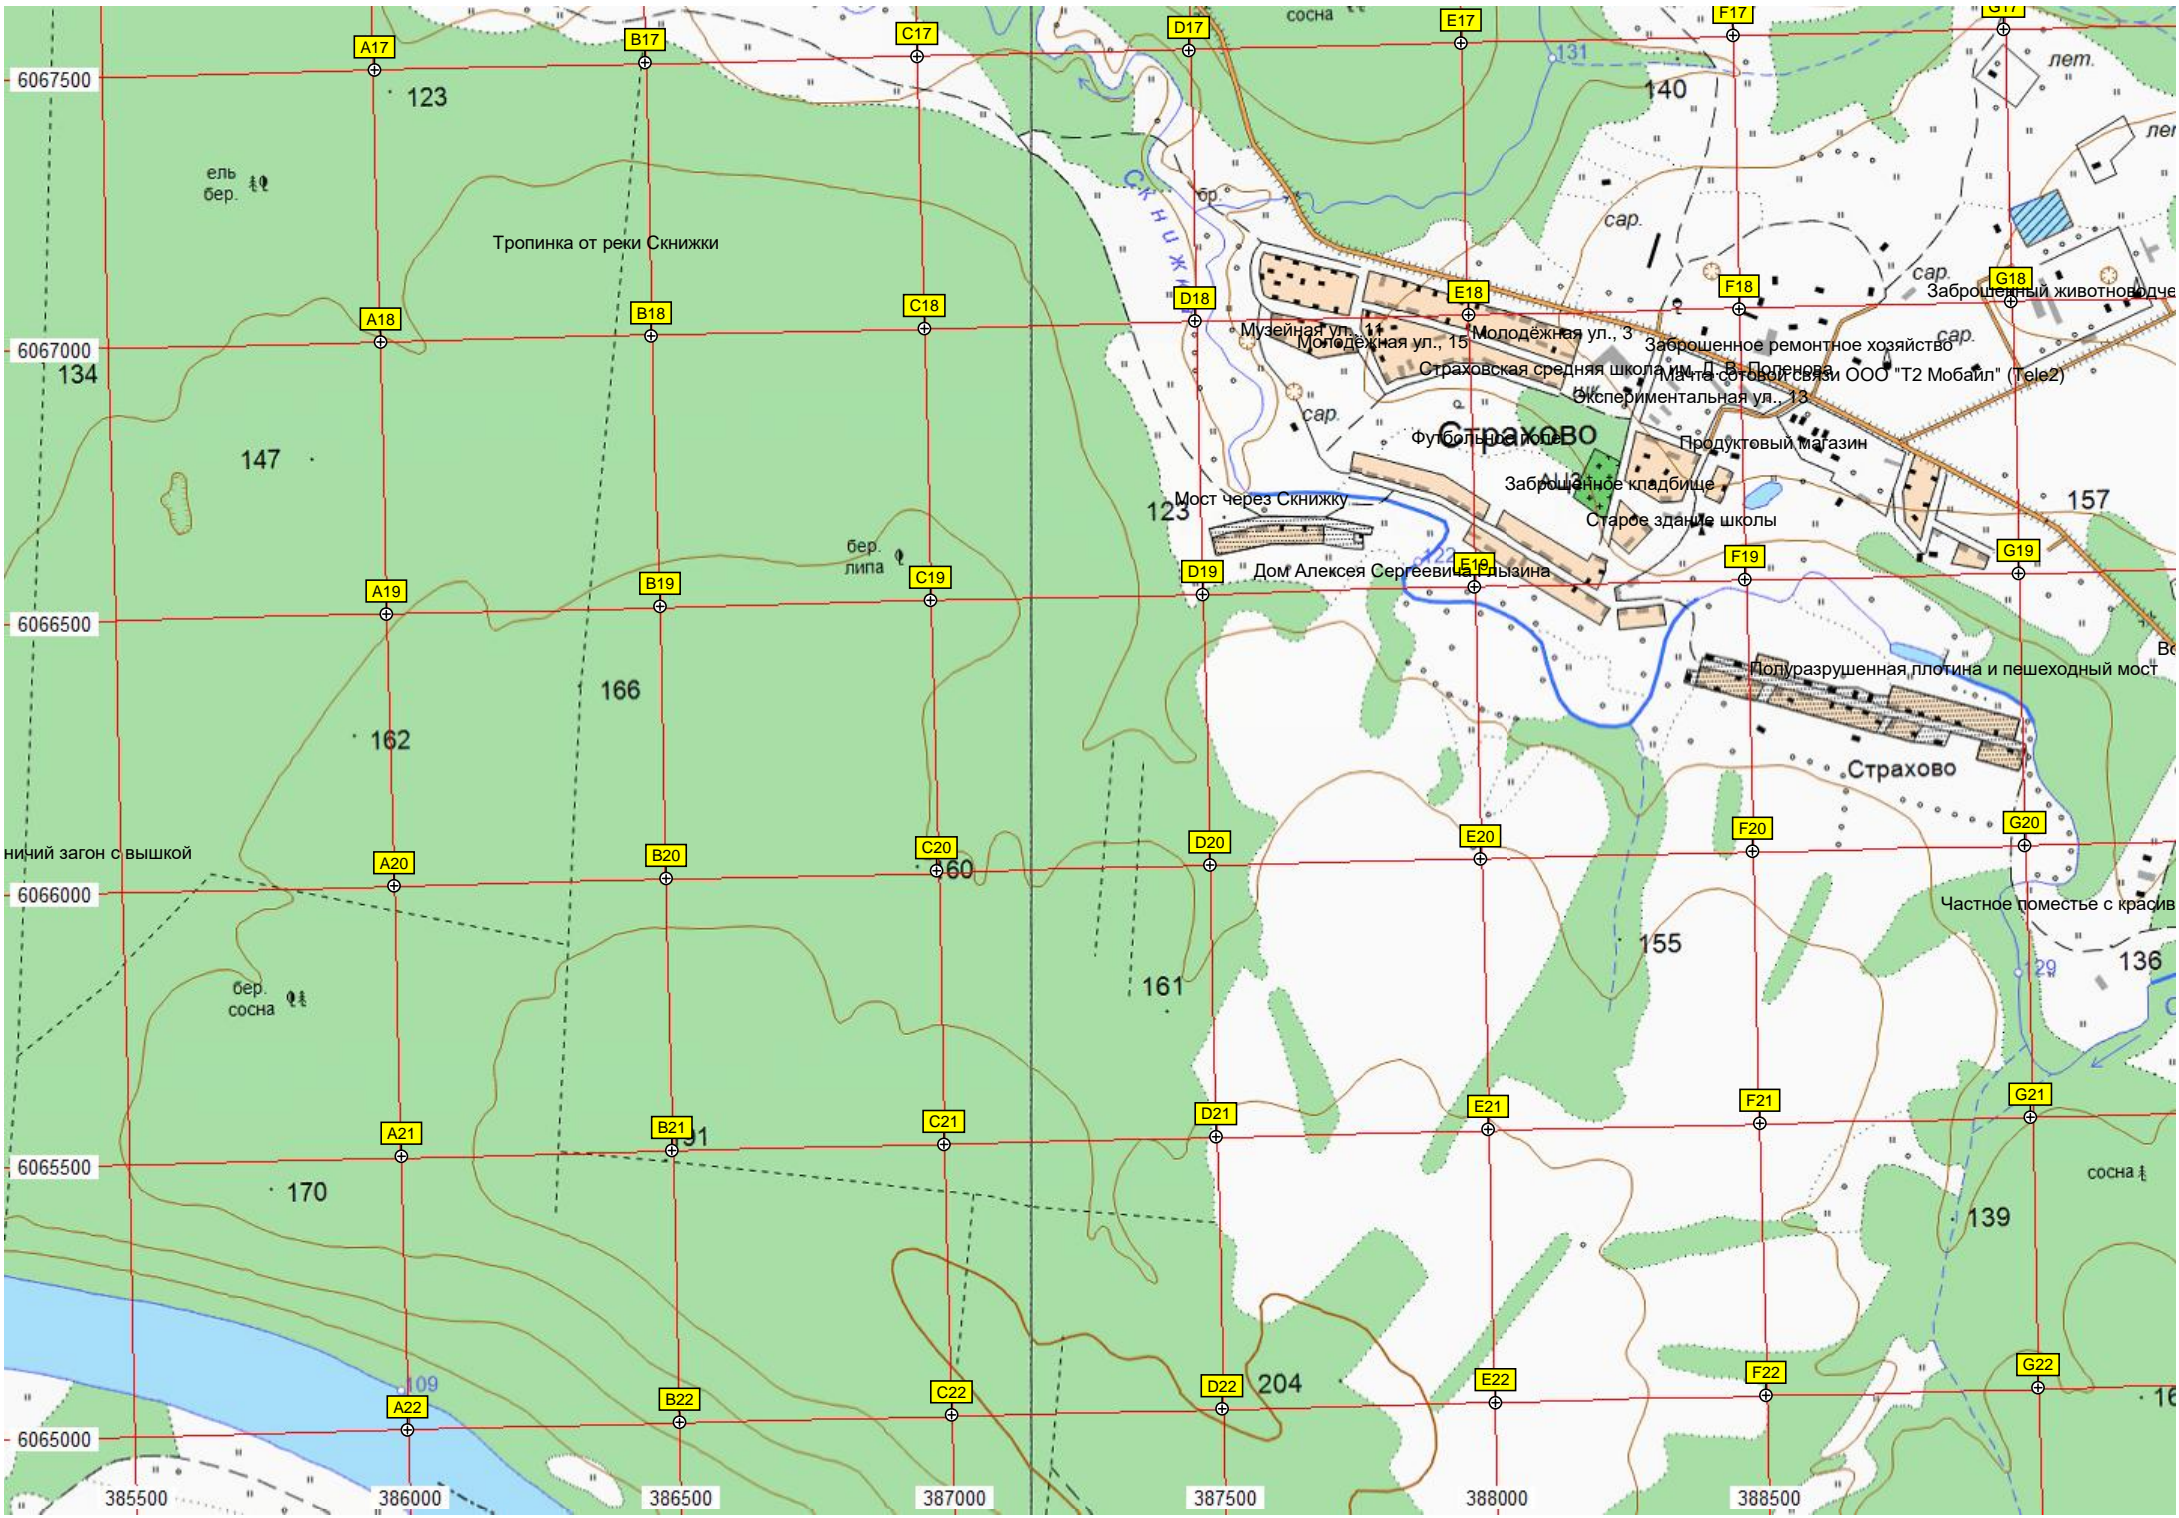 сосна
A17
B17
C17
D17
E17
F17
G17
131
лет.
6067500
123
140
ель
бер.
Скнижка
бр.
сар.
Тропинка от реки Скнижки
сар.
Заброшенный животноводче
A18
B18
C18
D18
E18
F18
G18
Музейная ул., 11
Молодёжная ул., 3
Молодёжная ул., 15
Заброшенное ремонтное хозяйство
сар.
6067000
134
Страховская средняя школа им. Д. В. Поленова
Мачта сотовой связи ООО "Т2 Мобайл" (Tele2)
шк.
Экспериментальная ул., 13
сар.
Страхово
Футбольное поле
Продуктовый магазин
147
Заброшенное кладбище
Мост через Скнижку
123
157
Старое здание школы
бер.
липа
122
Дом Алексея Сергеевича Глызина
A19
B19
C19
D19
E19
F19
G19
6066500
Полуразрушенная плотина и пешеходный мост
Во
166
162
Страхово
A20
B20
C20
D20
E20
F20
G20
ничий загон с вышкой
160
6066000
Частное поместье с красив
155
161
129
136
бер.
сосна
С
A21
B21
C21
D21
E21
F21
G21
191
6065500
сосна
170
139
109
204
A22
B22
C22
D22
E22
F22
G22
16
6065000
385500
386000
386500
387000
387500
388000
388500